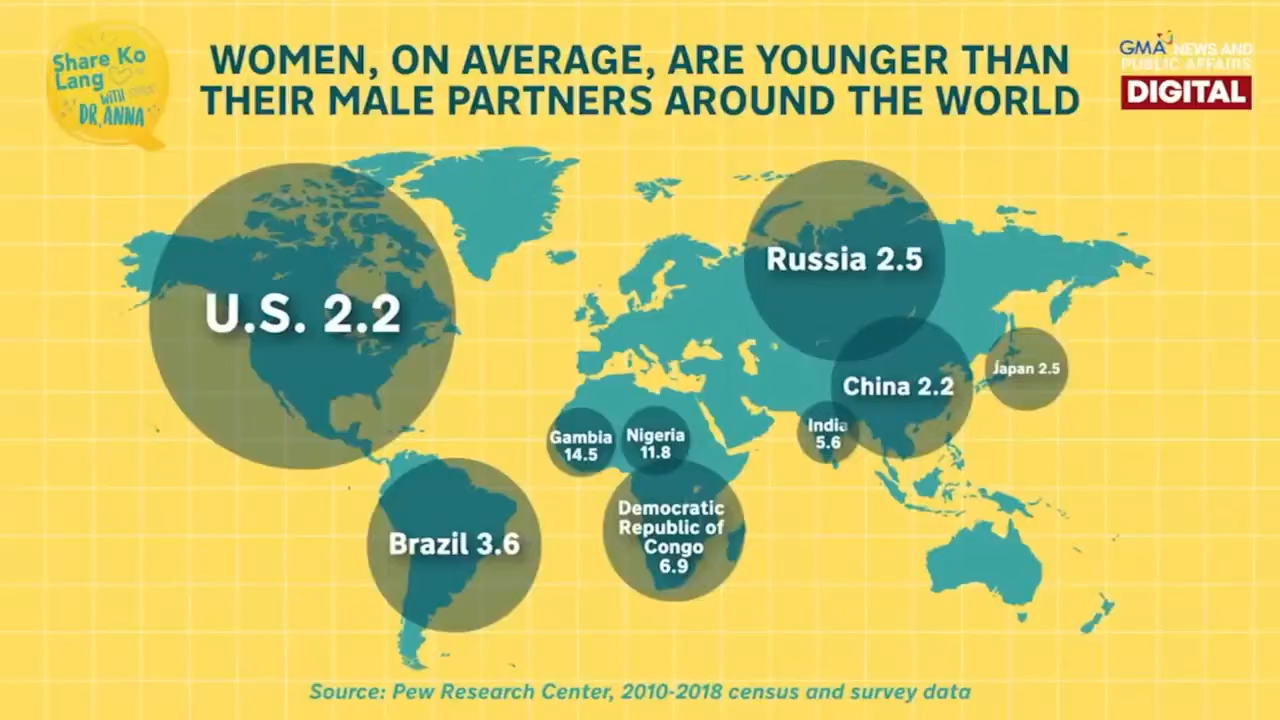 Share Ko
Lang
WITH
DR. ANNA
WOMEN, ON AVERAGE, ARE YOUNGER THAN
THEIR MALE PARTNERS AROUND THE WORLD
GMA NEWS AND
PUBLIC AFFAIRS
DIGITAL
U.S. 2.2
Russia 2.5
China 2.2
Japan 2.5
India
5.6
Gambia
14.5
Nigeria
11.8
Democratic
Republic of
Congo
6.9
Brazil 3.6
Source: Pew Research Center, 2010-2018 census and survey data